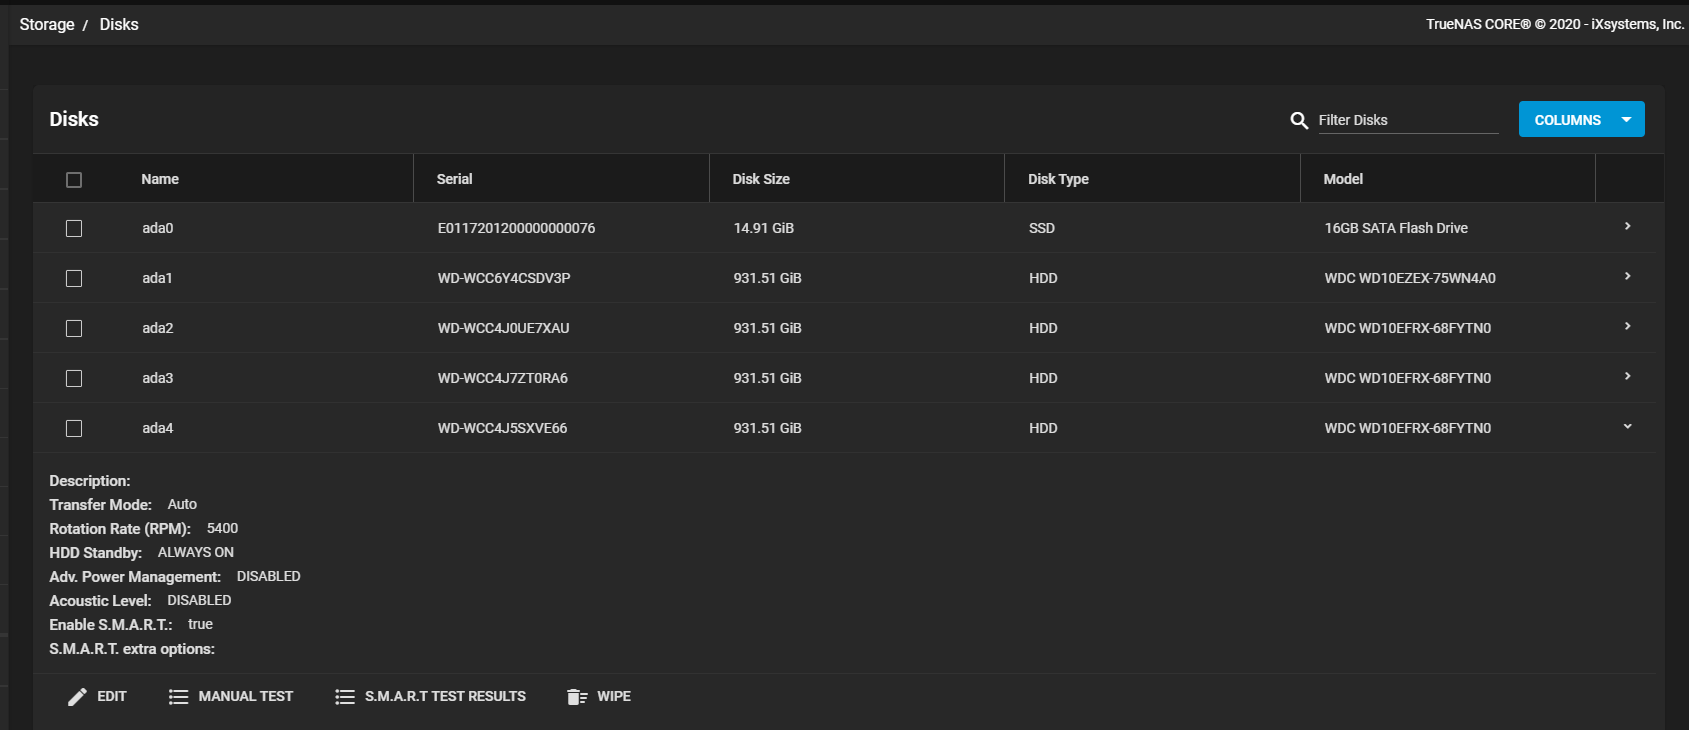 Storage / Disks
TrueNAS CORE® © 2020 - iXsystems, Inc.
Disks
Filter Disks
COLUMNS
Name Serial Disk Size Disk Type Model
ada0 E0117201200000000076 14.91 GiB SSD 16GB SATA Flash Drive
ada1 WD-WCC6Y4CSDV3P 931.51 GiB HDD WDC WD10EZEX-75WN4A0
ada2 WD-WCC4J0UE7XAU 931.51 GiB HDD WDC WD10EFRX-68FYTN0
ada3 WD-WCC4J7ZT0RA6 931.51 GiB HDD WDC WD10EFRX-68FYTN0
ada4 WD-WCC4J5SXVE66 931.51 GiB HDD WDC WD10EFRX-68FYTN0
Description:
Transfer Mode: Auto
Rotation Rate (RPM): 5400
HDD Standby: ALWAYS ON
Adv. Power Management: DISABLED
Acoustic Level: DISABLED
Enable S.M.A.R.T.: true
S.M.A.R.T. extra options:
EDIT MANUAL TEST S.M.A.R.T TEST RESULTS WIPE